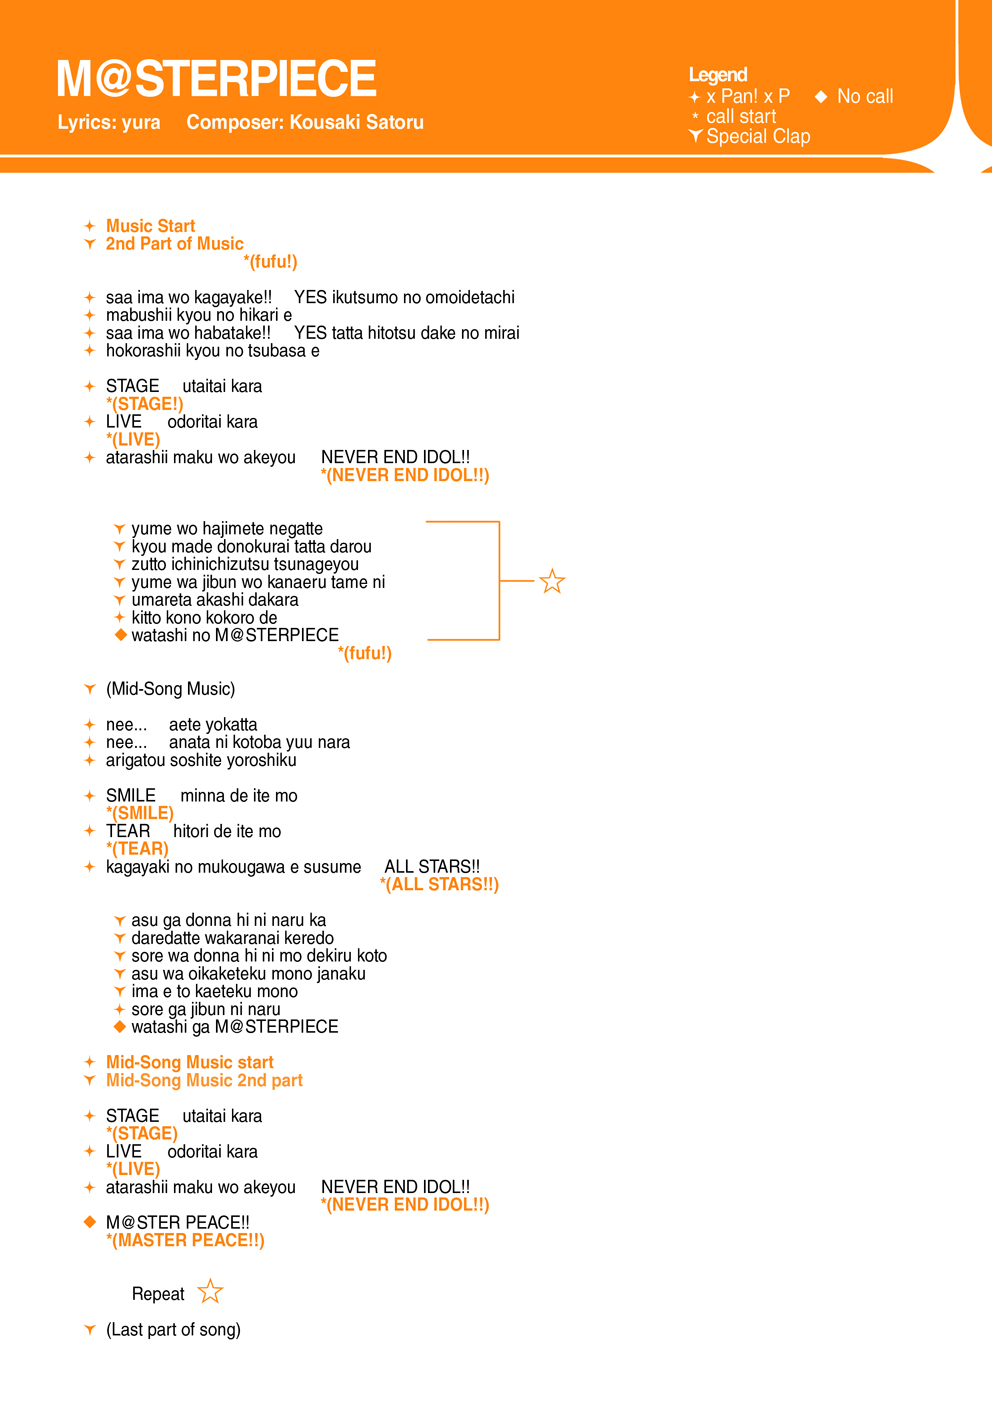 M@STERPIECE
Lyrics: yura Composer: Kousaki Satoru
Legend
x Pan! x P No call
* call start
Special Clap
Music Start
2nd Part of Music
*(fufu!)
saa ima wo kagayake!! YES ikutsumo no omoidetachi
mabushii kyou no hikari e
saa ima wo habatake!! YES tatta hitotsu dake no mirai
hokorashii kyou no tsubasa e
STAGE utaitai kara
*(STAGE!)
LIVE odoritai kara
*(LIVE)
atarashii maku wo akeyou NEVER END IDOL!!
*(NEVER END IDOL!!)
yume wo hajimete negatte
kyou made donokurai tatta darou
zutto ichinichizutsu tsunageyou
yume wa jibun wo kanaeru tame ni
umareta akashi dakara
kitto kono kokoro de
watashi no M@STERPIECE
*(fufu!)
(Mid-Song Music)
nee... aete yokatta
nee... anata ni kotoba yuu nara
arigatou soshite yoroshiku
SMILE minna de ite mo
*(SMILE)
TEAR hitori de ite mo
*(TEAR)
kagayaki no mukougawa e susume ALL STARS!!
*(ALL STARS!!)
asu ga donna hi ni naru ka
daredatte wakaranai keredo
sore wa donna hi ni mo dekiru koto
asu wa oikaketeku mono janaku
ima e to kaeteku mono
sore ga jibun ni naru
watashi ga M@STERPIECE
Mid-Song Music start
Mid-Song Music 2nd part
STAGE utaitai kara
*(STAGE)
LIVE odoritai kara
*(LIVE)
atarashii maku wo akeyou NEVER END IDOL!!
*(NEVER END IDOL!!)
M@STER PEACE!!
*(MASTER PEACE!!)
Repeat ☆
(Last part of song)